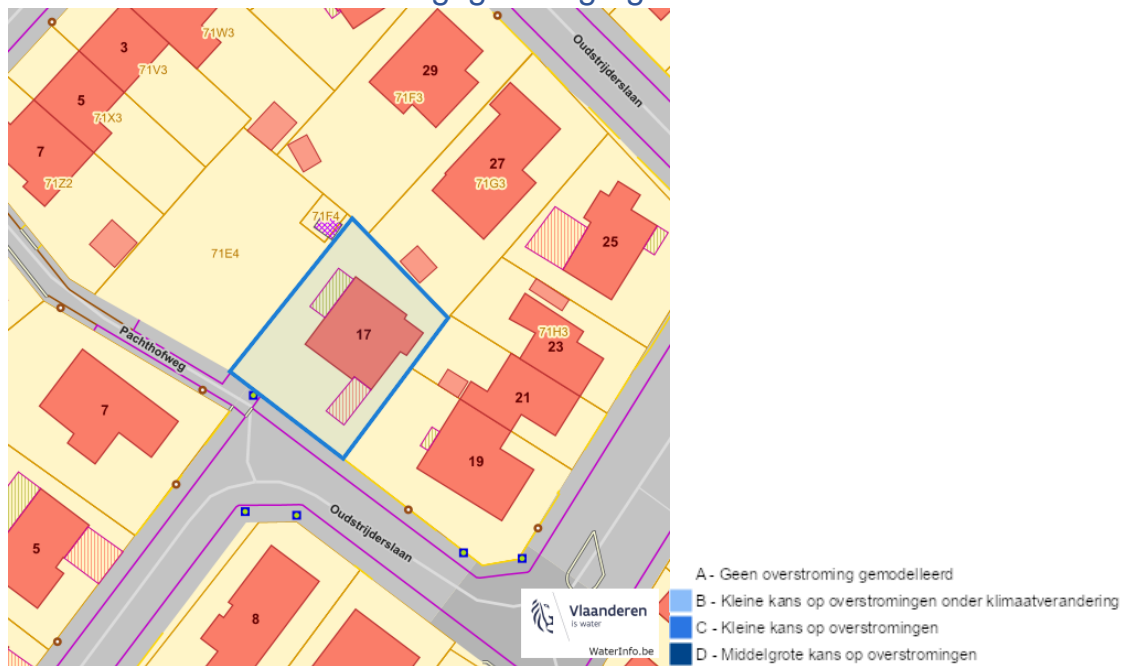 71W3
3
71V3
Oudstrijderslaan
29
71F3
5
71X3
7
27
71G3
71Z2
71F4
25
71E4
17
71H3
23
Pachthofweg
21
7
19
Oudstrijderslaan
5
8
Vlaanderen
is water
WaterInfo.be
A - Geen overstroming gemodelleerd
B - Kleine kans op overstromingen onder klimaatverandering
C - Kleine kans op overstromingen
D - Middelgrote kans op overstromingen